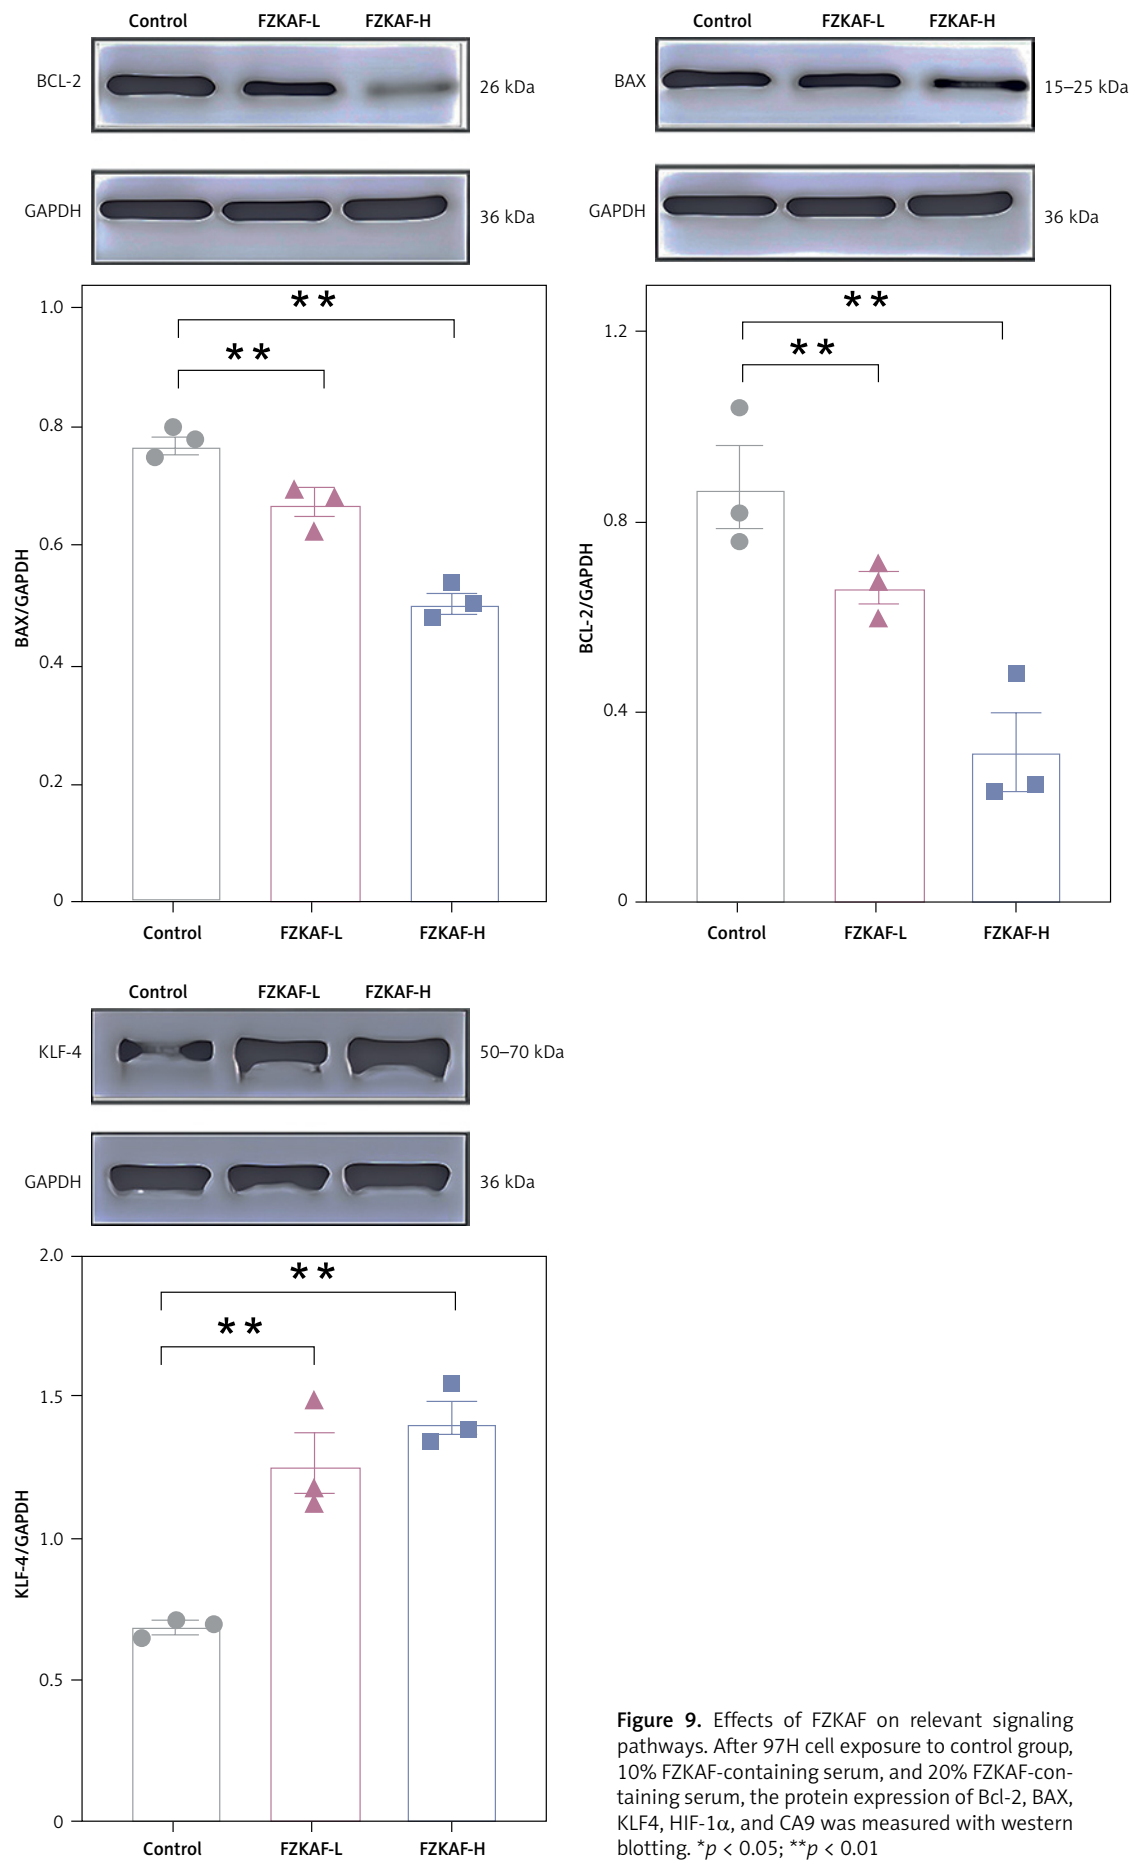 Control FZKAF-L FZKAF-H
BCL-2 26 kDa
GAPDH 36 kDa
1.0
0.8
0.6
0.4
0.2
0
BAX/GAPDH
** 
**
Control FZKAF-L FZKAF-H
Control FZKAF-L FZKAF-H
BAX 15–25 kDa
GAPDH 36 kDa
1.2
0.8
0.4
0
BCL-2/GAPDH
**
**
Control FZKAF-L FZKAF-H
Control FZKAF-L FZKAF-H
KLF-4 50–70 kDa
GAPDH 36 kDa
2.0
1.5
1.0
0.5
0
KLF-4/GAPDH
**
**
Control FZKAF-L FZKAF-H
Figure 9. Effects of FZKAF on relevant signaling
pathways. After 97H cell exposure to control group,
10% FZKAF-containing serum, and 20% FZKAF-con-
taining serum, the protein expression of Bcl-2, BAX,
KLF4, HIF-1α, and CA9 was measured with western
blotting. *p < 0.05; **p < 0.01